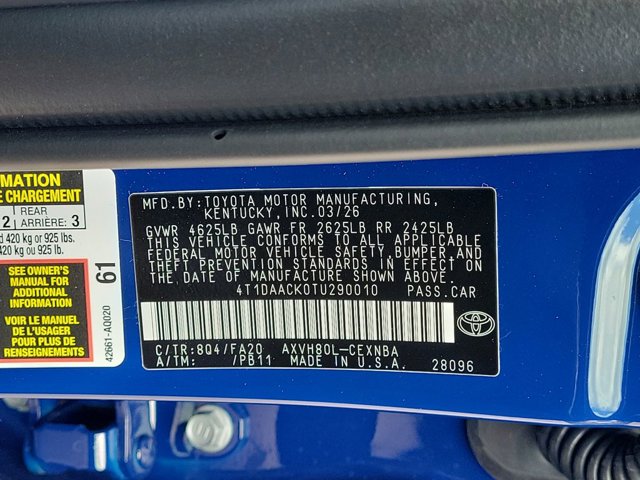 MFD.BY: TOYOTA MOTOR MANUFACTURING,
KENTUCKY, INC. 03/26
GVWR 4625LB GAWR FR 2625LB RR 2425LB
THIS VEHICLE CONFORMS TO ALL APPLICABLE
FEDERAL MOTOR VEHICLE SAFETY, BUMPER, AND
THEFT PREVENTION STANDARDS IN EFFECT ON
THE DATE OF MANUFACTURE SHOWN ABOVE.
4T1DAACK0TU290010 PASS.CAR
C/TR: 8Q4/FA20 AXVH80L-CEXNBA
A/TM: /PB11 MADE IN U.S.A. 28096
MATION
E CHARGEMENT
2 REAR
ARRIÈRE: 3
d 420 kg or 925 lbs.
420 kg ou 925 lb.
SEE OWNER'S
MANUAL FOR
ADDITIONAL
INFORMATION
VOIR LE MANUEL
DE L'USAGER
POUR PLUS DE
RENSEIGNEMENTS
61
42661-AQ020